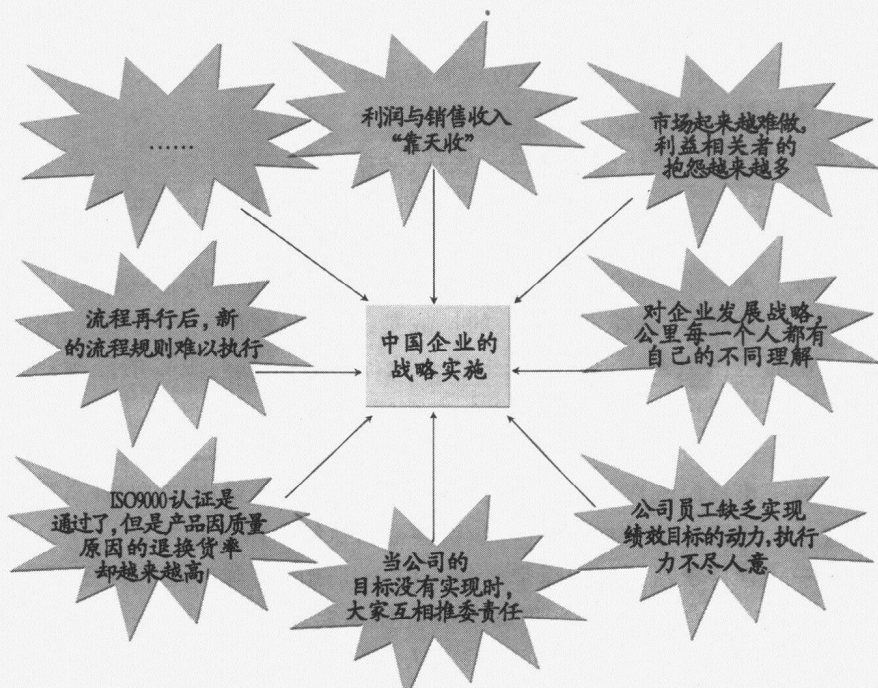 ……
利润与销售收入
“靠天收”
市场起来越难做,
利益相关者的
抱怨越来越多
流程再行后,新
的流程规则难以执行
中国企业的
战略实施
对企业发展战略,
公里每一个人都有
自己的不同理解
ISO9000认证是
通过了,但是产品因质量
原因的退换货率
却越来越高
当公司的
目标没有实现时,
大家互相推委责任
公司员工缺乏实现
绩效目标的动力,执行
力不尽人意